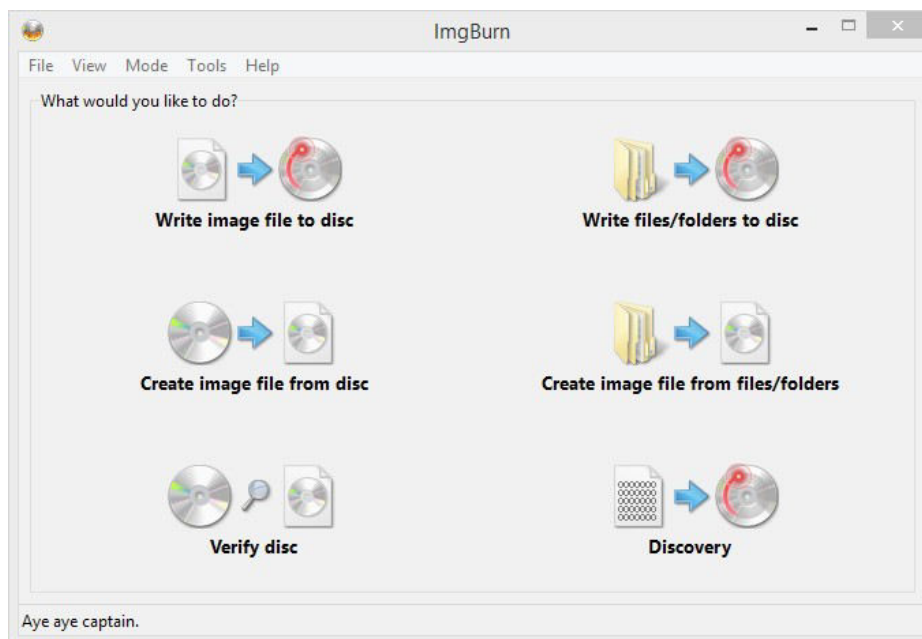 ImgBurn
File View Mode Tools Help
What would you like to do?
Write image file to disc
Write files/folders to disc
Create image file from disc
Create image file from files/folders
Verify disc
Discovery
Aye aye captain.